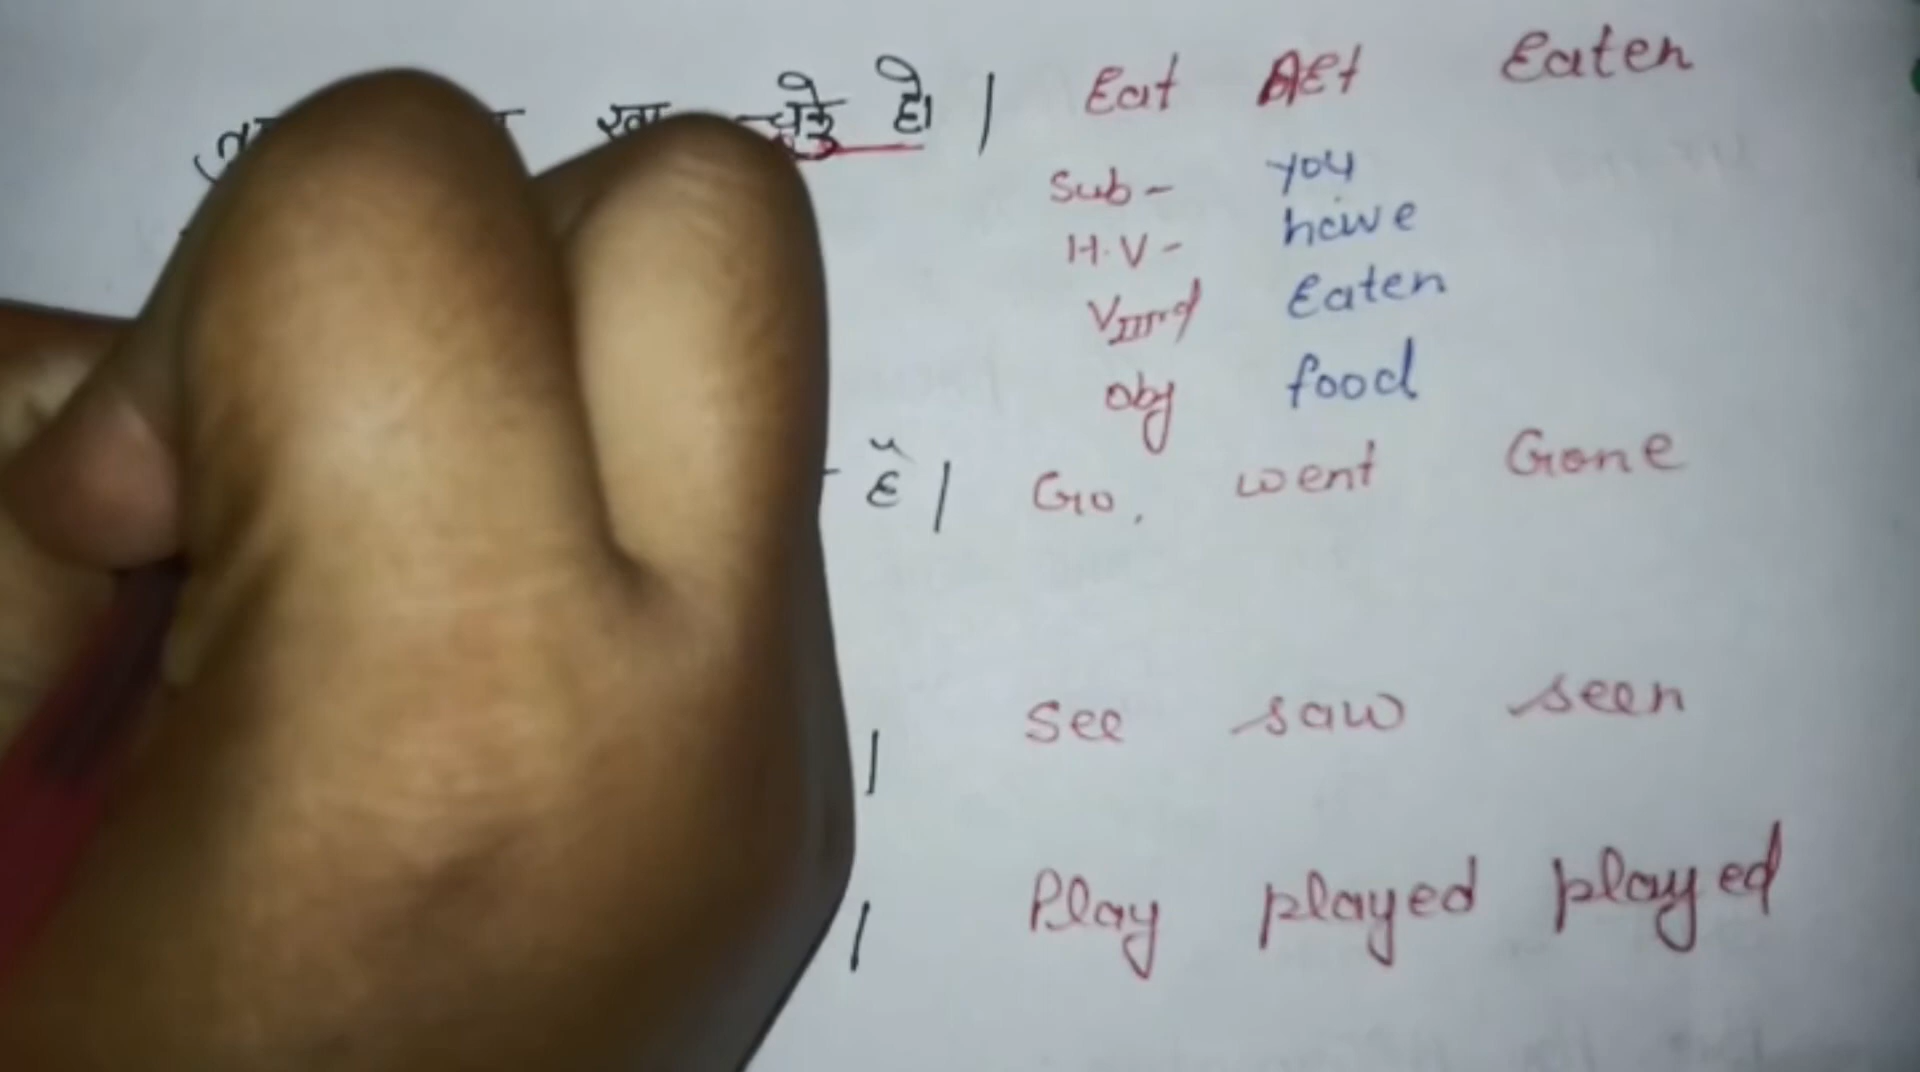 खा चुके हो। Eat AEt Eaten
Sub- you
H.V- have
VIIIrd Eaten
obj food
हैं। Go. went Gone
। See saw seen
। Play played played